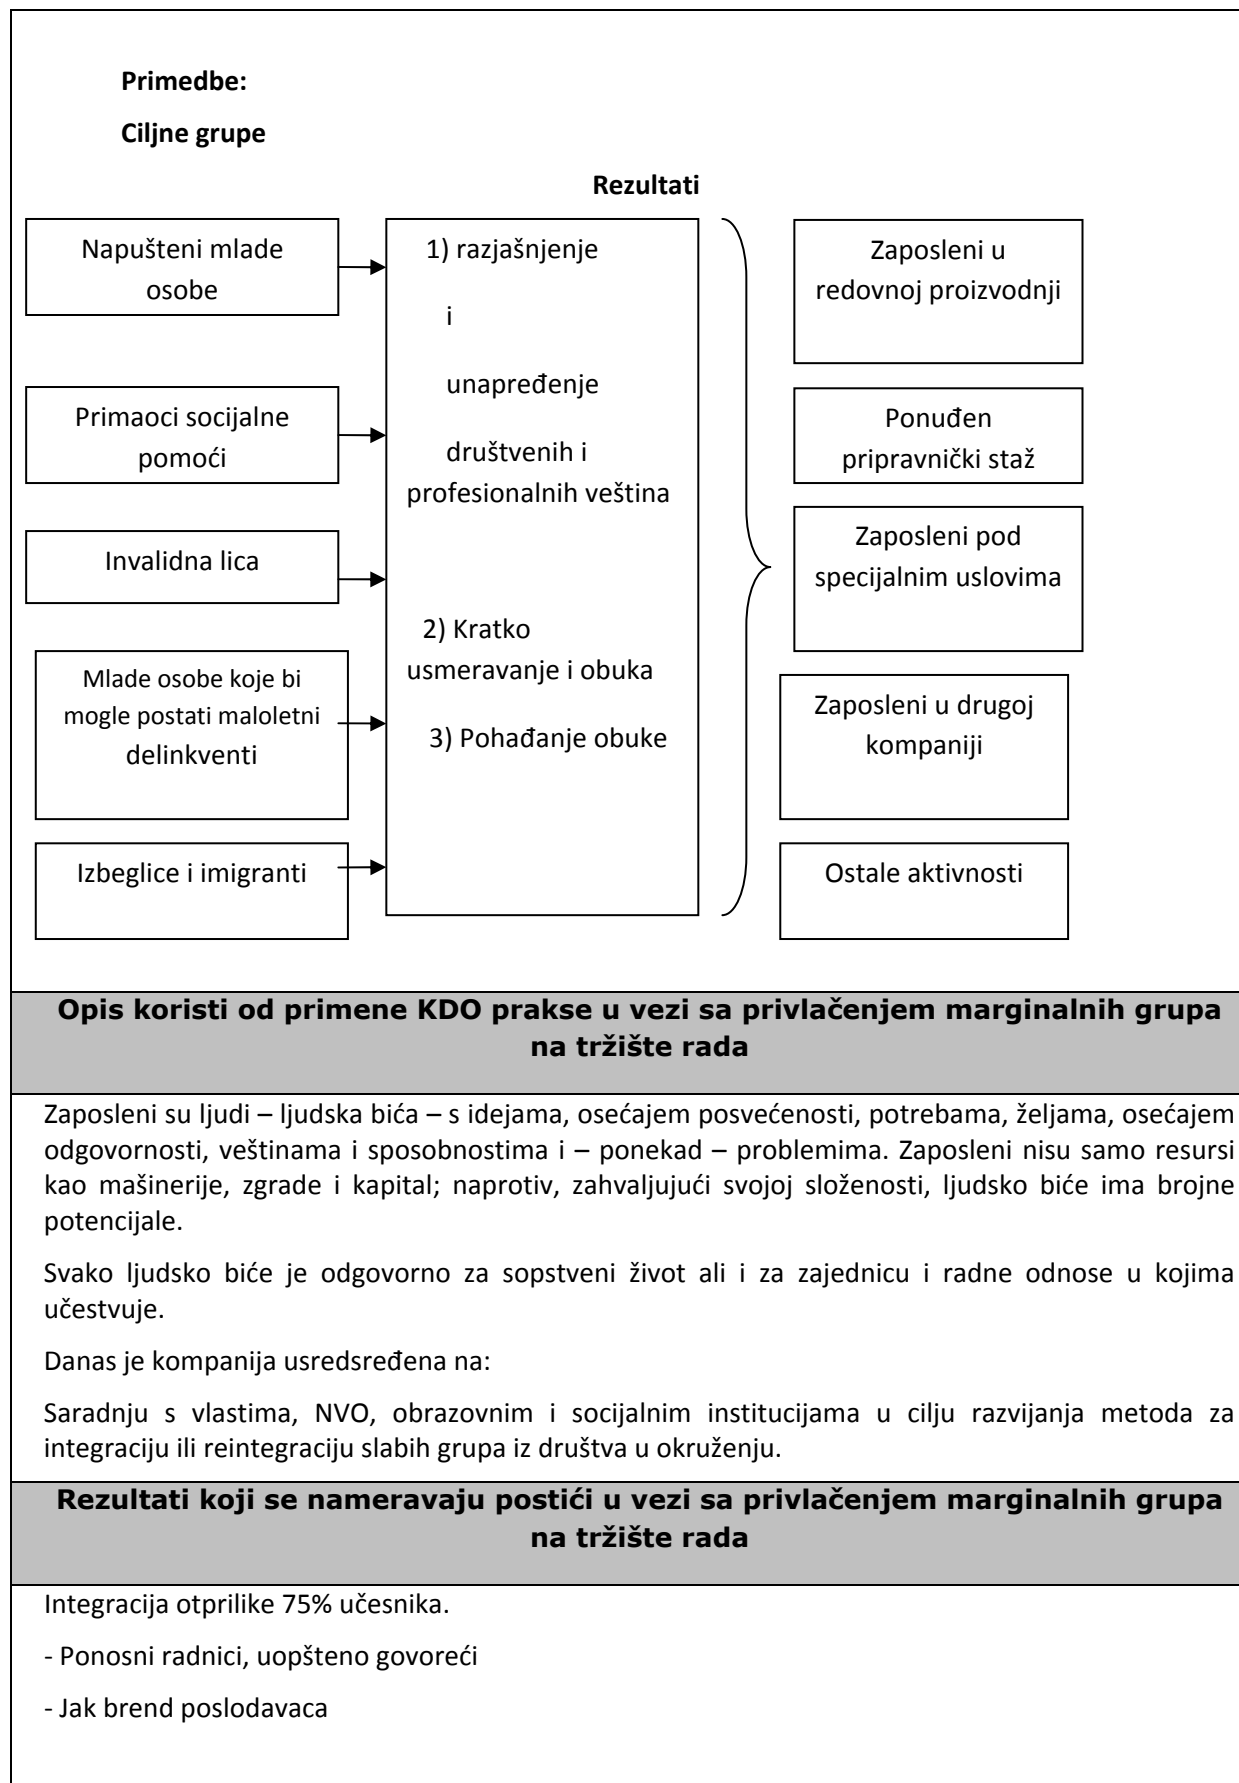 Primedbe:
Ciljne grupe
Rezultati
Napušteni mlade
osobe
Primaoci socijalne
pomoći
Invalidna lica
Mlade osobe koje bi
mogle postati maloletni
delinkventi
Izbeglice i imigranti
1) razjašnjenje
i
unapređenje
društvenih i
profesionalnih veština
2) Kratko
usmeravanje i obuka
3) Pohađanje obuke
Zaposleni u
redovnoj proizvodnji
Ponuđen
pripravnički staž
Zaposleni pod
specijalnim uslovima
Zaposleni u drugoj
kompaniji
Ostale aktivnosti
Opis koristi od primene KDO prakse u vezi sa privlačenjem marginalnih grupa
na tržište rada
Zaposleni su ljudi – ljudska bića – s idejama, osećajem posvećenosti, potrebama, željama, osećajem
odgovornosti, veštinama i sposobnostima i – ponekad – problemima. Zaposleni nisu samo resursi
kao mašinerije, zgrade i kapital; naprotiv, zahvaljujući svojoj složenosti, ljudsko biće ima brojne
potencijale.
Svako ljudsko biće je odgovorno za sopstveni život ali i za zajednicu i radne odnose u kojima
učestvuje.
Danas je kompanija usredsređena na:
Saradnju s vlastima, NVO, obrazovnim i socijalnim institucijama u cilju razvijanja metoda za
integraciju ili reintegraciju slabih grupa iz društva u okruženju.
Rezultati koji se nameravaju postići u vezi sa privlačenjem marginalnih grupa
na tržište rada
Integracija otprilike 75% učesnika.
- Ponosni radnici, uopšteno govoreći
- Jak brend poslodavaca